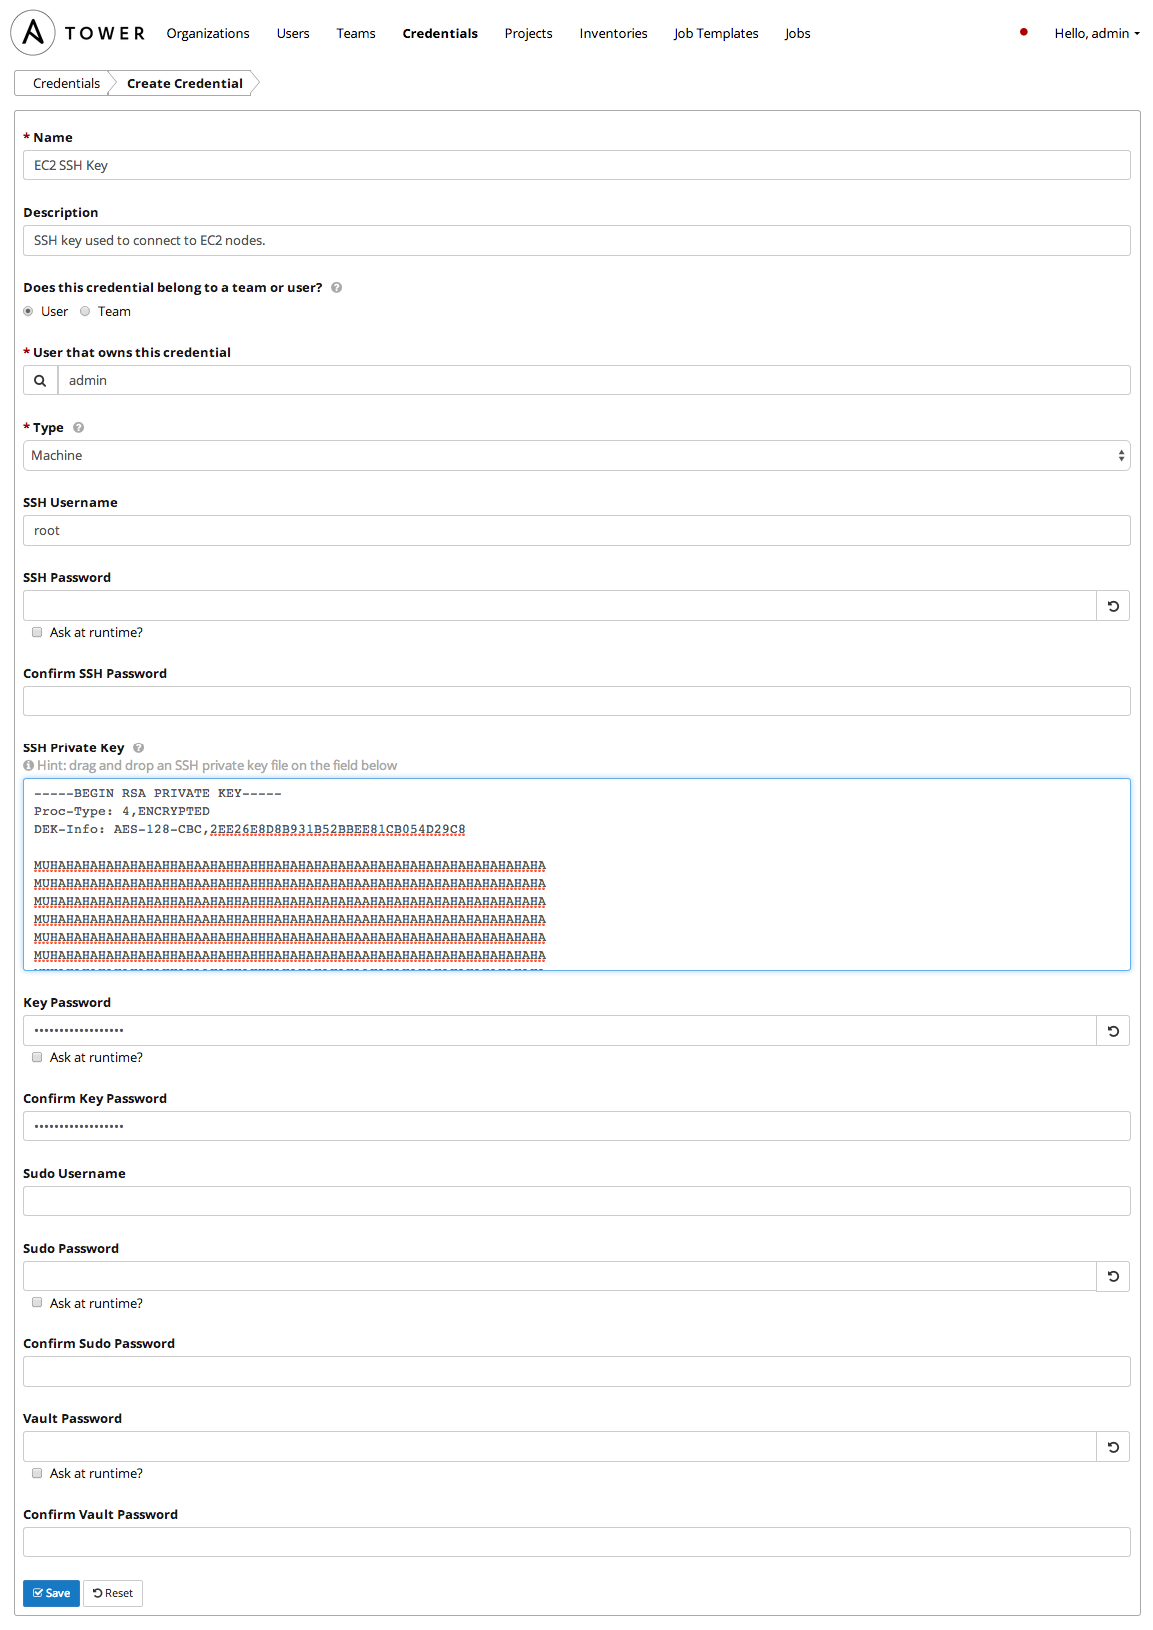 TOWER Organizations Users Teams Credentials Projects Inventories Job Templates Jobs Hello, admin
Credentials Create Credential
* Name
EC2 SSH Key
Description
SSH key used to connect to EC2 nodes.
Does this credential belong to a team or user? ?
User Team
* User that owns this credential
admin
* Type ?
Machine
SSH Username
root
SSH Password
Ask at runtime?
Confirm SSH Password
SSH Private Key ?
Hint: drag and drop an SSH private key file on the field below
-----BEGIN RSA PRIVATE KEY-----
Proc-Type: 4,ENCRYPTED
DEK-Info: AES-128-CBC,2EE26E8D8B931B52BBEE81CB054D29C8
MUHAHAHAHAHAHAHAHHAHAAHAHHAHHHAHAHAHAHAHAAHAHAHAHAHAHAHAHAHAHAHA
MUHAHAHAHAHAHAHAHHAHAAHAHHAHHHAHAHAHAHAHAAHAHAHAHAHAHAHAHAHAHAHA
MUHAHAHAHAHAHAHAHHAHAAHAHHAHHHAHAHAHAHAHAAHAHAHAHAHAHAHAHAHAHAHA
MUHAHAHAHAHAHAHAHHAHAAHAHHAHHHAHAHAHAHAHAAHAHAHAHAHAHAHAHAHAHAHA
MUHAHAHAHAHAHAHAHHAHAAHAHHAHHHAHAHAHAHAHAAHAHAHAHAHAHAHAHAHAHAHA
MUHAHAHAHAHAHAHAHHAHAAHAHHAHHHAHAHAHAHAHAAHAHAHAHAHAHAHAHAHAHAHA
Key Password
••••••••••••••••••
Ask at runtime?
Confirm Key Password
••••••••••••••••••
Sudo Username
Sudo Password
Ask at runtime?
Confirm Sudo Password
Vault Password
Ask at runtime?
Confirm Vault Password
Save Reset